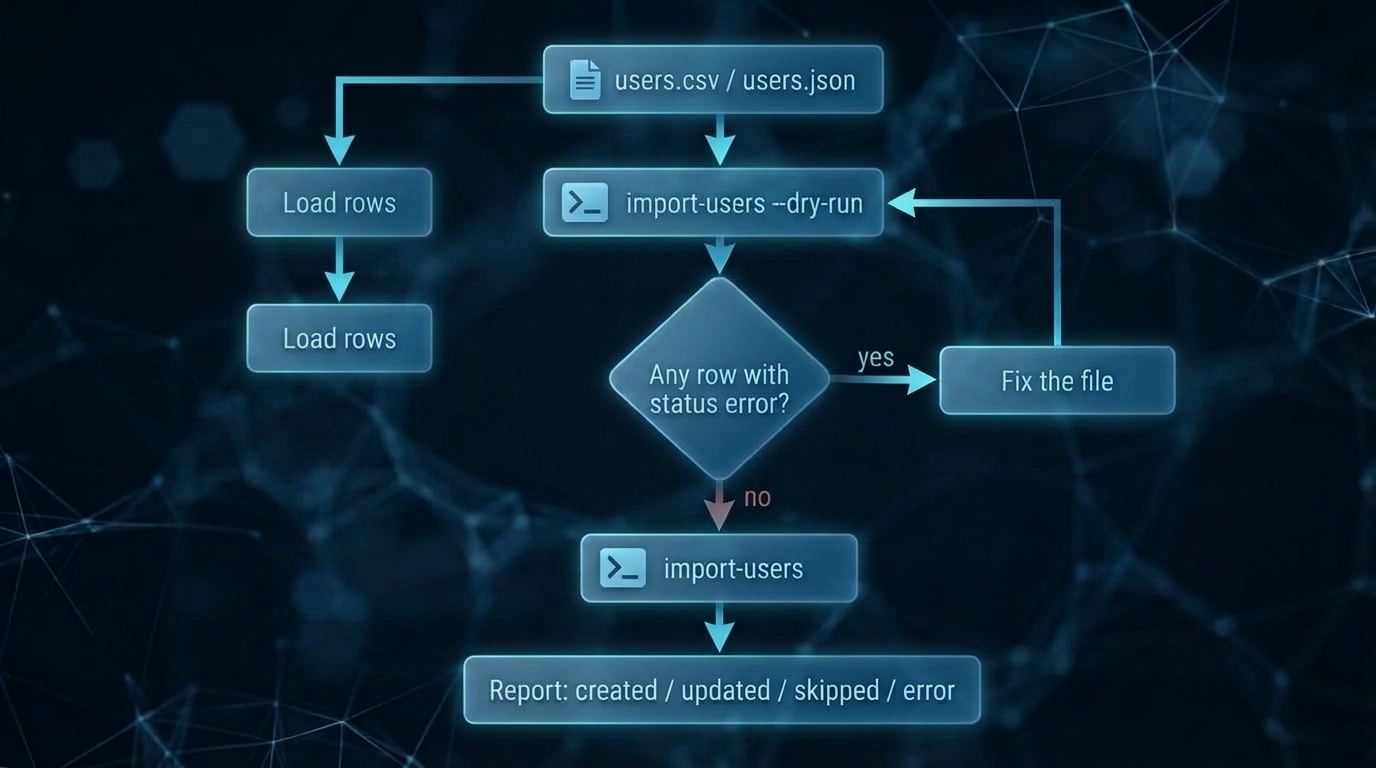 users.csv / users.json
Load rows
import-users --dry-run
Load rows
Any row with
status error?
yes
Fix the file
no
import-users
Report: created / updated / skipped / error